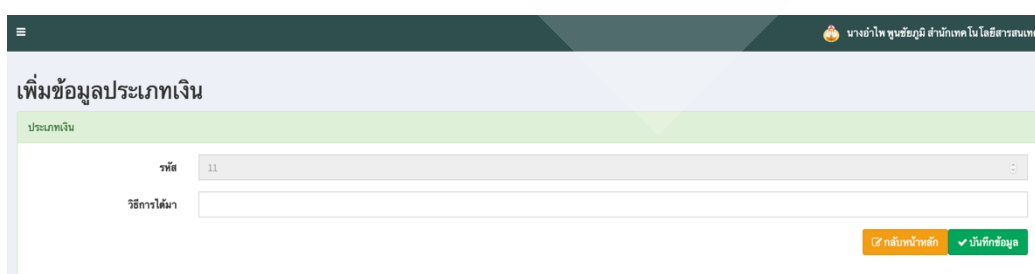 นางอำไพ พูนชัยภูมิ สำนักเทคโนโลยีสารสนเท
เพิ่มข้อมูลประเภทเงิน
ประเภทเงิน
รหัส 11
วิธีการได้มา
กลับหน้าหลัก บันทึกข้อมูล